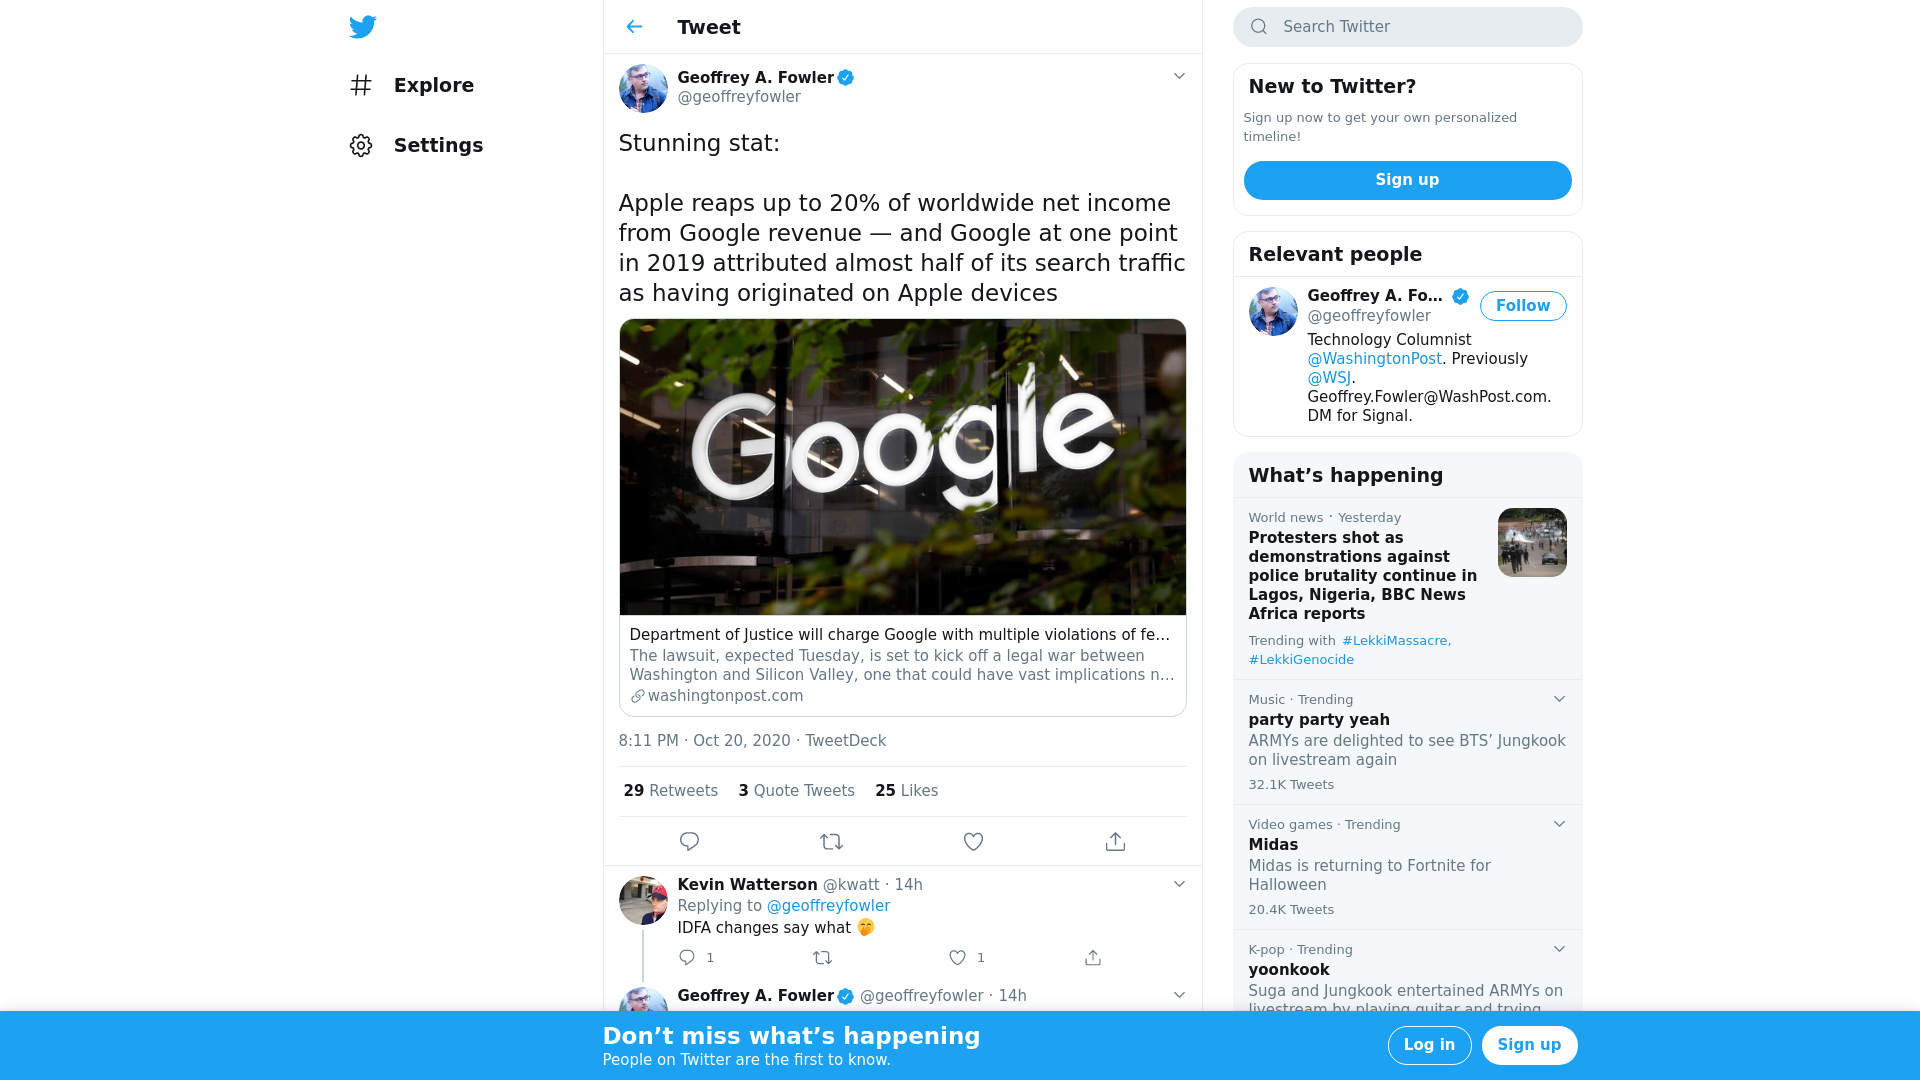 Explore
Settings
Tweet
Geoffrey A. Fowler
@geoffreyfowler
Stunning stat:
Apple reaps up to 20% of worldwide net income
from Google revenue — and Google at one point
in 2019 attributed almost half of its search traffic
as having originated on Apple devices
Google
Department of Justice will charge Google with multiple violations of fe…
The lawsuit, expected Tuesday, is set to kick off a legal war between
Washington and Silicon Valley, one that could have vast implications n…
washingtonpost.com
8:11 PM · Oct 20, 2020 · TweetDeck
29 Retweets 3 Quote Tweets 25 Likes
Kevin Watterson @kwatt · 14h
Replying to @geoffreyfowler
IDFA changes say what 🤭
1 1
Geoffrey A. Fowler @geoffreyfowler · 14h
Search Twitter
New to Twitter?
Sign up now to get your own personalized
timeline!
Sign up
Relevant people
Geoffrey A. Fo…
@geoffreyfowler
Follow
Technology Columnist
@WashingtonPost. Previously
@WSJ.
Geoffrey.Fowler@WashPost.com.
DM for Signal.
What’s happening
World news · Yesterday
Protesters shot as
demonstrations against
police brutality continue in
Lagos, Nigeria, BBC News
Africa reports
Trending with #LekkiMassacre,
#LekkiGenocide
Music · Trending
party party yeah
ARMYs are delighted to see BTS’ Jungkook
on livestream again
32.1K Tweets
Video games · Trending
Midas
Midas is returning to Fortnite for
Halloween
20.4K Tweets
K-pop · Trending
yoonkook
Suga and Jungkook entertained ARMYs on
livestream by playing guitar and trying
Don’t miss what’s happening
People on Twitter are the first to know.
Log in
Sign up